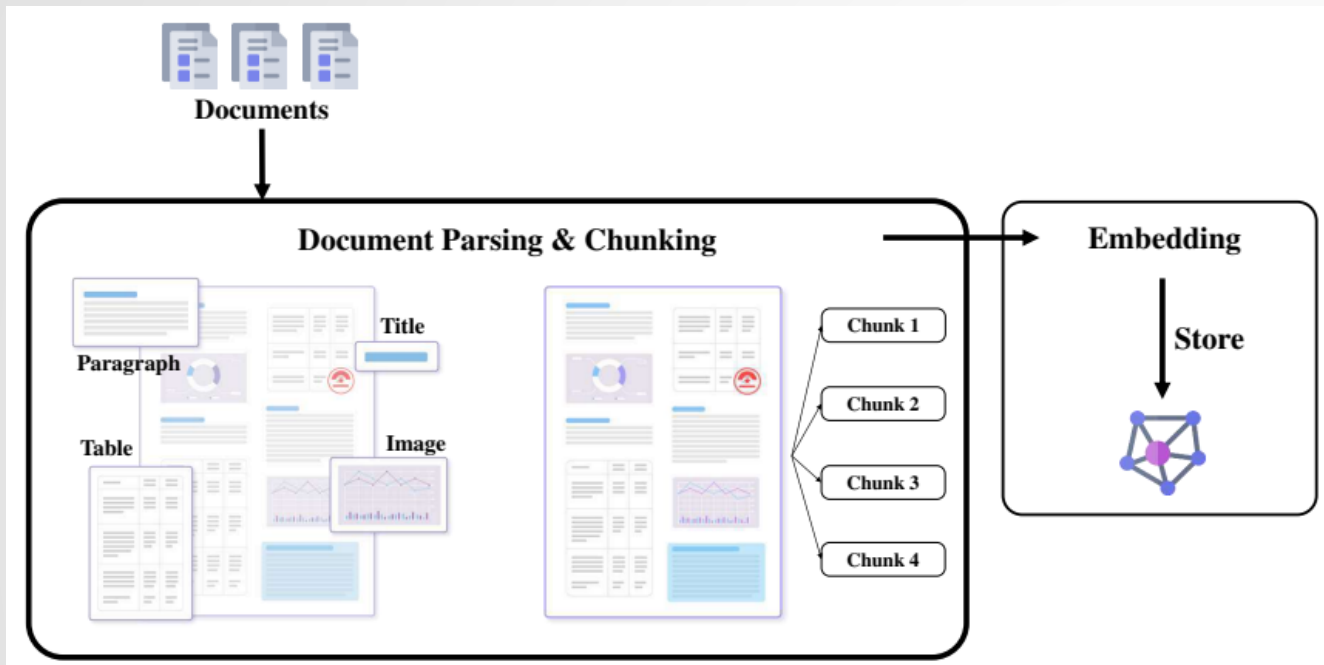 Documents
Document Parsing & Chunking
Embedding
Paragraph
Title
Table
Image
Chunk 1
Chunk 2
Chunk 3
Chunk 4
Store